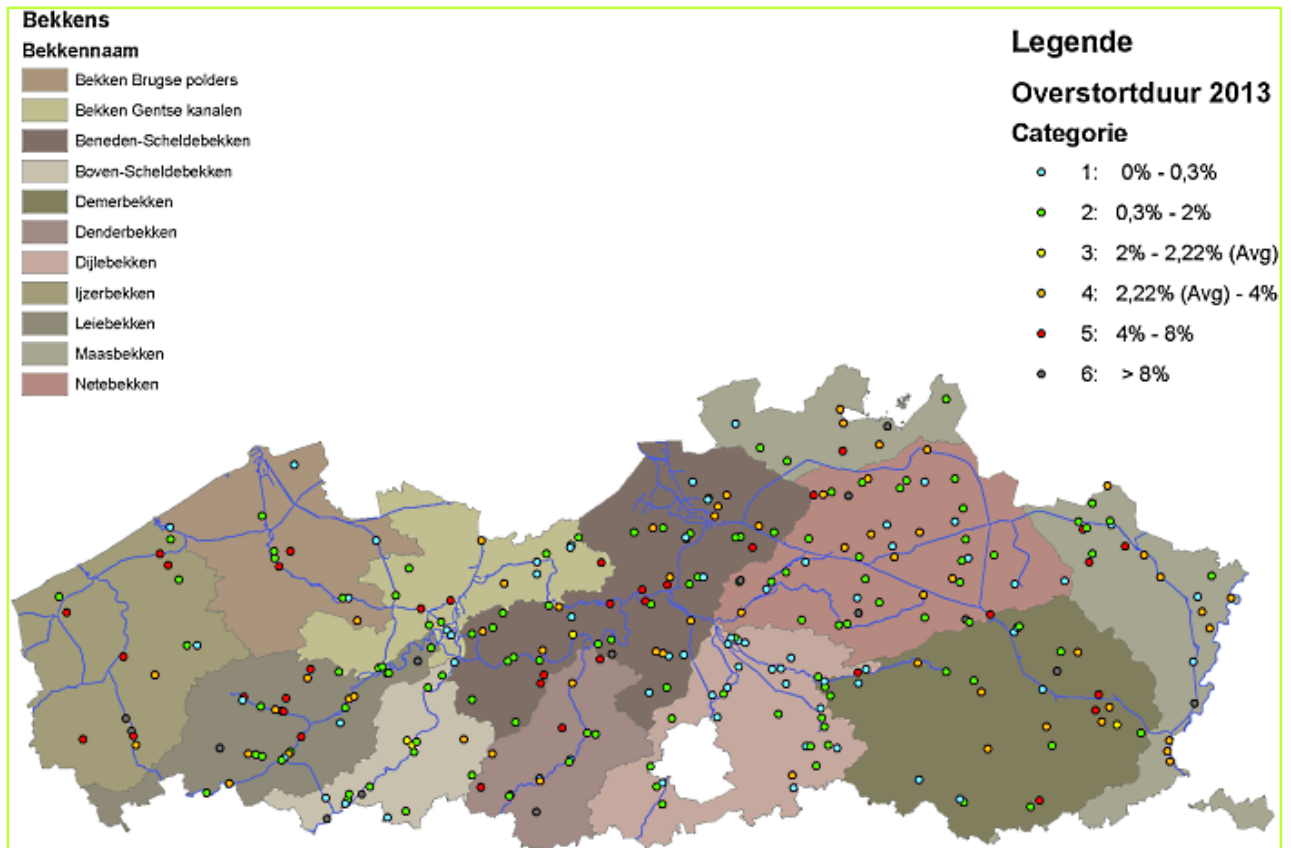 Bekkens
Bekkennaam
Bekken Brugse polders
Bekken Gentse kanalen
Beneden-Scheldebekken
Boven-Scheldebekken
Demerbekken
Denderbekken
Dijlebekken
Ijzerbekken
Leiebekken
Maasbekken
Netebekken
Legende
Overstortduur 2013
Categorie
1: 0% - 0,3%
2: 0,3% - 2%
3: 2% - 2,22% (Avg)
4: 2,22% (Avg) - 4%
5: 4% - 8%
6: > 8%